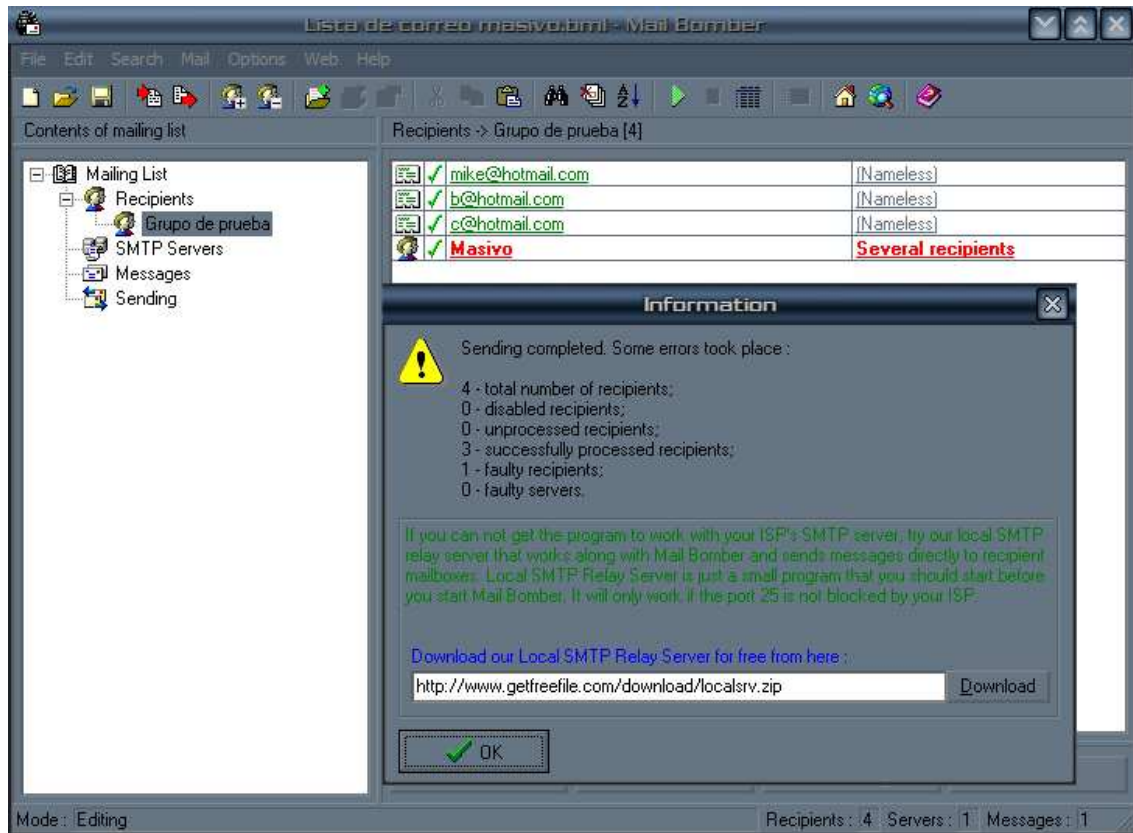 Lista de correo masivo.bml - Mail Bomber
File Edit Search Mail Options Web Help
Contents of mailing list
Recipients -> Grupo de prueba [4]
Mailing List
Recipients
Grupo de prueba
SMTP Servers
Messages
Sending
mike@hotmail.com (Nameless)
b@hotmail.com (Nameless)
c@hotmail.com (Nameless)
Masivo Several recipients
Information
Sending completed. Some errors took place :
4 - total number of recipients;
0 - disabled recipients;
0 - unprocessed recipients;
3 - successfully processed recipients;
1 - faulty recipients;
0 - faulty servers.
If you can not get the program to work with your ISP's SMTP server, try our local SMTP
relay server that works along with Mail Bomber and sends messages directly to recipient
mailboxes. Local SMTP Relay Server is just a small program that you should start before
you start Mail Bomber. It will only work if the port 25 is not blocked by your ISP.
Download our Local SMTP Relay Server for free from here :
http://www.getfreefile.com/download/localsrv.zip Download
OK
Mode : Editing
Recipients : 4 Servers : 1 Messages : 1